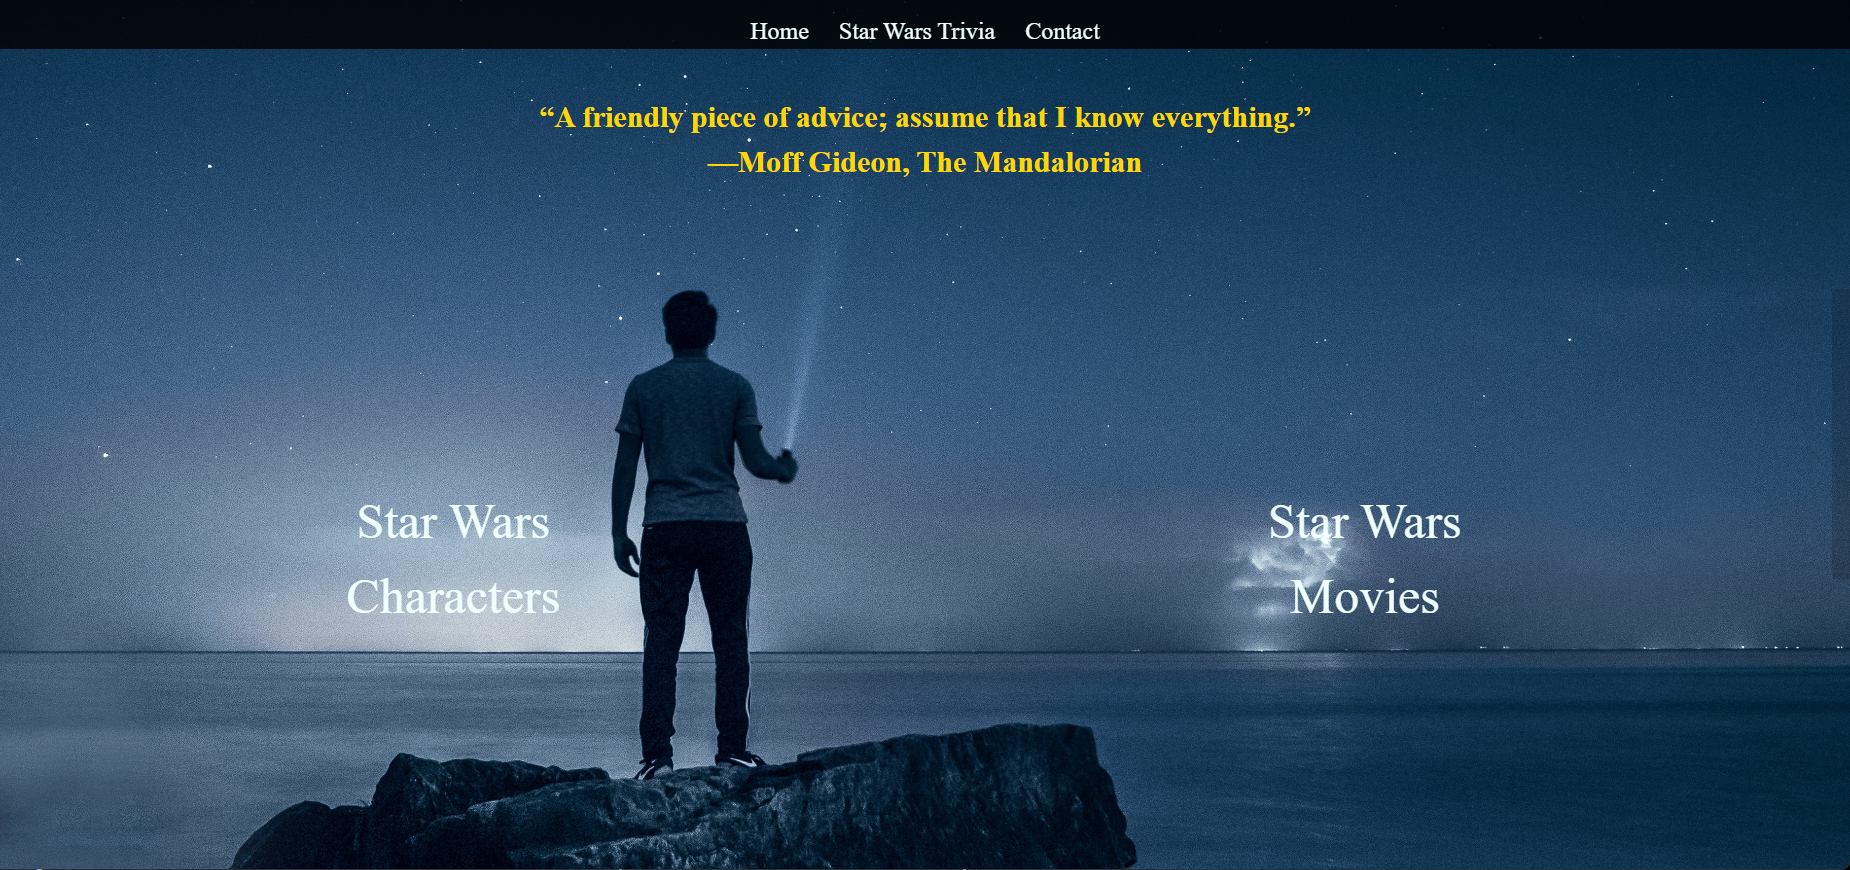 Home Star Wars Trivia Contact
“A friendly piece of advice; assume that I know everything.”
—Moff Gideon, The Mandalorian
Star Wars
Characters
Star Wars
Movies